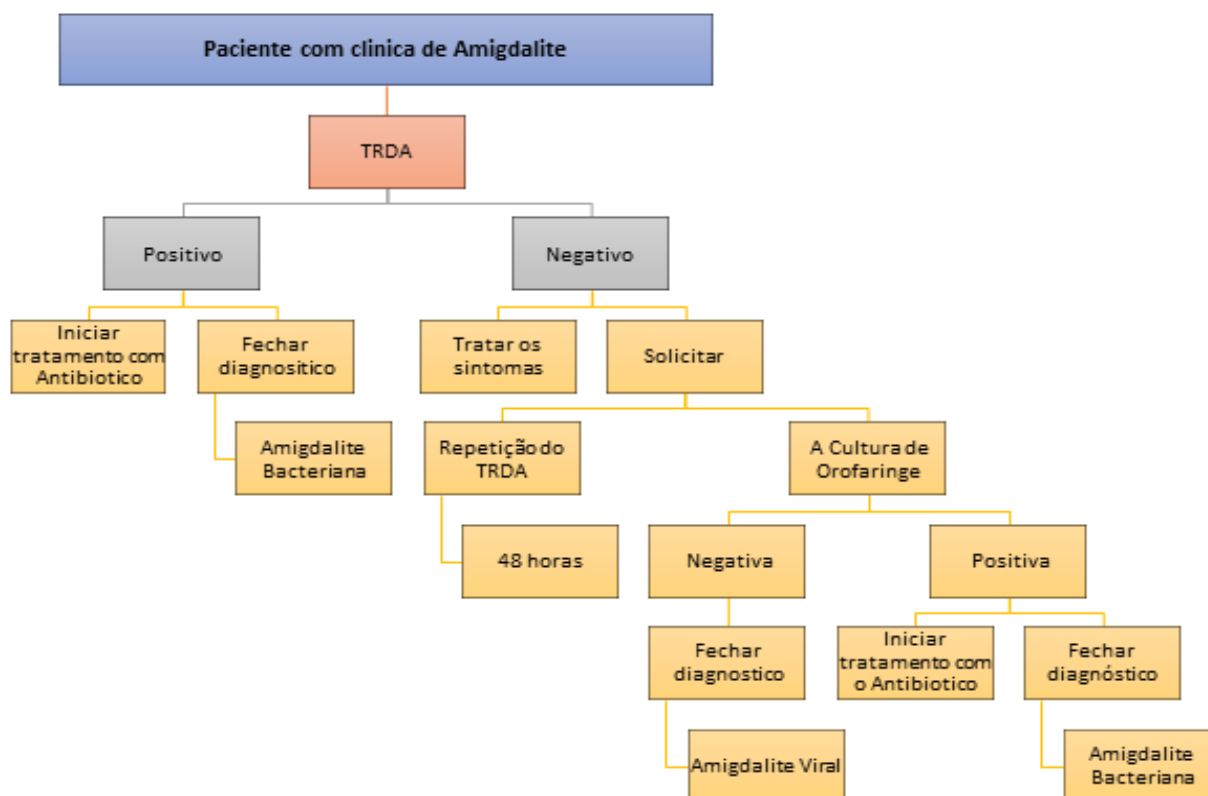 Paciente com clinica de Amigdalite
TRDA
Positivo
Negativo
Iniciar
tratamento com
Antibiotico
Fechar
diagnosítico
Tratar os
sintomas
Solicitar
Amigdalite
Bacteriana
Repetição do
TRDA
A Cultura de
Orofaringe
48 horas
Negativa
Positiva
Fechar
diagnostico
Iniciar
tratamento com
o Antibiotico
Fechar
diagnóstico
Amigdalite Viral
Amigdalite
Bacteriana